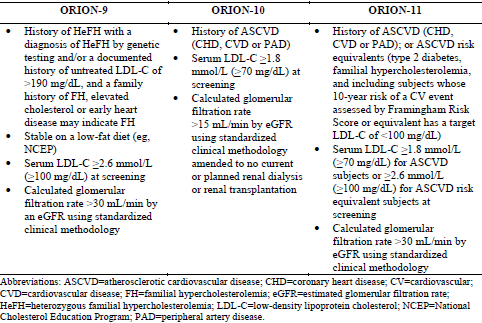 ORION-9
ORION-10
ORION-11
• History of HeFH with a
diagnosis of HeFH by genetic
testing and/or a documented
history of untreated LDL-C of
>190 mg/dL, and a family
history of FH, elevated
cholesterol or early heart
disease may indicate FH
• Stable on a low-fat diet (eg,
NCEP)
• Serum LDL-C ≥2.6 mmol/L
(≥100 mg/dL) at screening
• Calculated glomerular
filtration rate >30 mL/min by
an eGFR using standardized
clinical methodology
• History of ASCVD
(CHD, CVD or PAD)
• Serum LDL-C ≥1.8
mmol/L (≥70 mg/dL) at
screening
• Calculated glomerular
filtration rate
>15 mL/min by eGFR using
standardized clinical
methodology
amended to no current
or planned renal dialysis
or renal transplantation
• History of ASCVD (CHD,
CVD or PAD); or ASCVD risk
equivalents (type 2 diabetes,
familial hypercholesterolemia,
and including subjects whose
10-year risk of a CV event
assessed by Framingham Risk
Score or equivalent has a target
LDL-C of <100 mg/dL)
• Serum LDL-C ≥1.8 mmol/L
(≥70 mg/dL) for ASCVD
subjects or ≥2.6 mmol/L
(≥100 mg/dL) for ASCVD risk
equivalent subjects at
screening
• Calculated glomerular
filtration rate >30 mL/min by
eGFR using standardized
clinical methodology
Abbreviations: ASCVD=atherosclerotic cardiovascular disease; CHD=coronary heart disease; CV=cardiovascular;
CVD=cardiovascular disease; FH=familial hypercholesterolemia; eGFR=estimated glomerular filtration rate;
HeFH=heterozygous familial hypercholesterolemia; LDL-C=low-density lipoprotein cholesterol; NCEP=National
Cholesterol Education Program; PAD=peripheral artery disease.